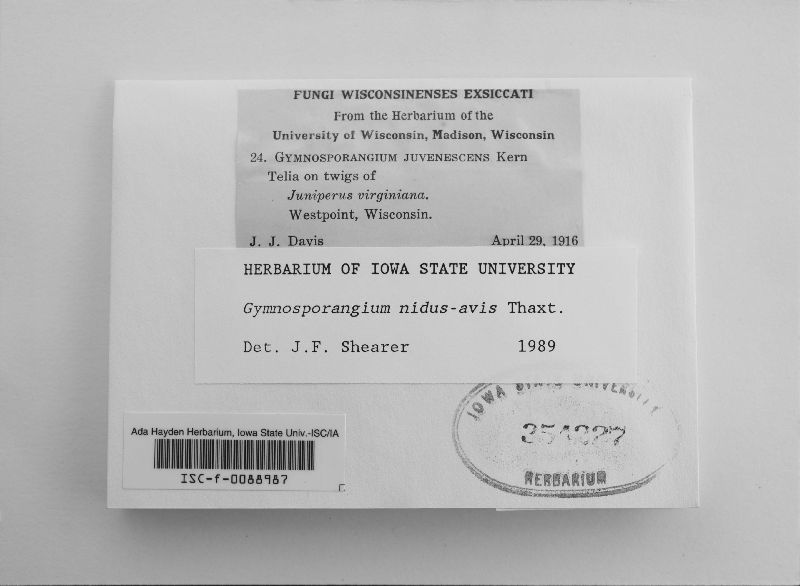 FUNGI WISCONSINENSES EXSICCATI
From the Herbarium of the
University of Wisconsin, Madison, Wisconsin
24. GYMNOSPORANGIUM JUVENESCENS Kern
Telia on twigs of
Juniperus virginiana.
Westpoint, Wisconsin.
J. J. Davis April 29, 1916
HERBARIUM OF IOWA STATE UNIVERSITY
Gymnosporangium nidus-avis Thaxt.
Det. J.F. Shearer 1989
IOWA STATE UNIVERSITY
HERBARIUM
Ada Hayden Herbarium, Iowa State Univ.-ISC/IA
ISC-f-0088987